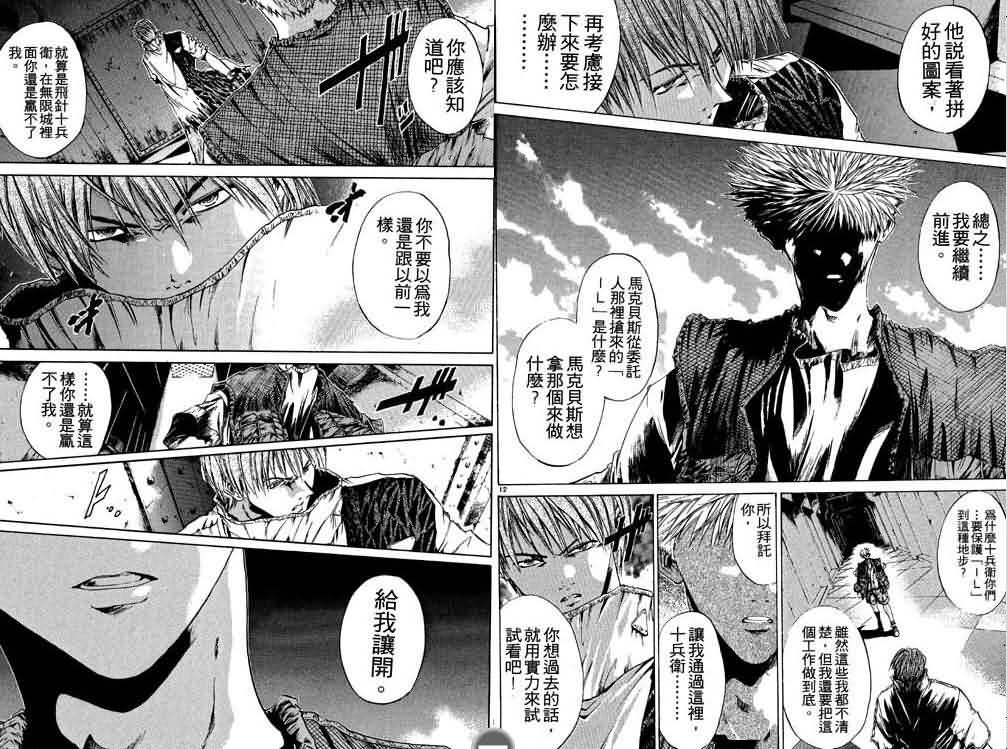 他說看著拼
好的圖案，
再考慮接
下來要怎
麼辦………
………
總之……
我要繼續
前進。
馬克貝斯從委託
人那裡搶來的「
ＩＬ」是什麼？
馬克貝斯想
拿那個來做
什麼？
12
為什麼十兵衛你們
…要保護「ＩＬ」
到這種地步？
雖然這些我都不清
楚，但我還要把這
個工作做到底。
所以拜託
你，
讓我通過這裡
十兵衛………
你想過去的話
就用實力來試
試看吧！
你應該知
道吧？
就算是飛針十兵
衛，在無限城裡
面你還是贏不了
我。
你不要以為我
還是跟以前一
樣。
……就算這
樣你還是贏
不了我。
給我讓開。